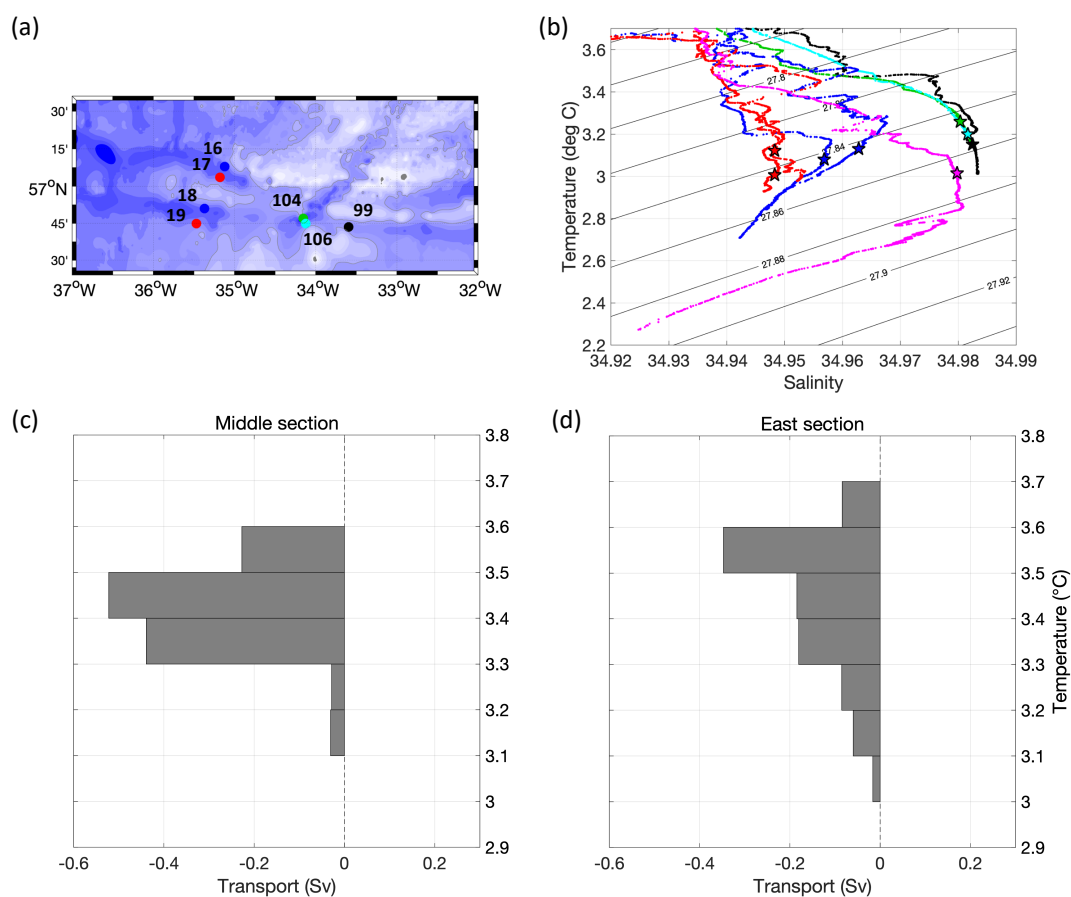 (a)
30'
15'
57°N
45'
30'
16
17
18
19
104
106
99
37°W 36°W 35°W 34°W 33°W 32°W
(b)
3.6
3.4
3.2
3
2.8
2.6
2.4
2.2
Temperature (deg C)
27.8
27.84
27.86
27.88
27.9
27.92
34.92 34.93 34.94 34.95 34.96 34.97 34.98 34.99
Salinity
(c)
Middle section
3.8
3.7
3.6
3.5
3.4
3.3
3.2
3.1
3
2.9
-0.6 -0.4 -0.2 0 0.2
Transport (Sv)
(d)
East section
3.8
3.7
3.6
3.5
3.4
3.3
3.2
3.1
3
2.9
Temperature (°C)
-0.6 -0.4 -0.2 0 0.2
Transport (Sv)